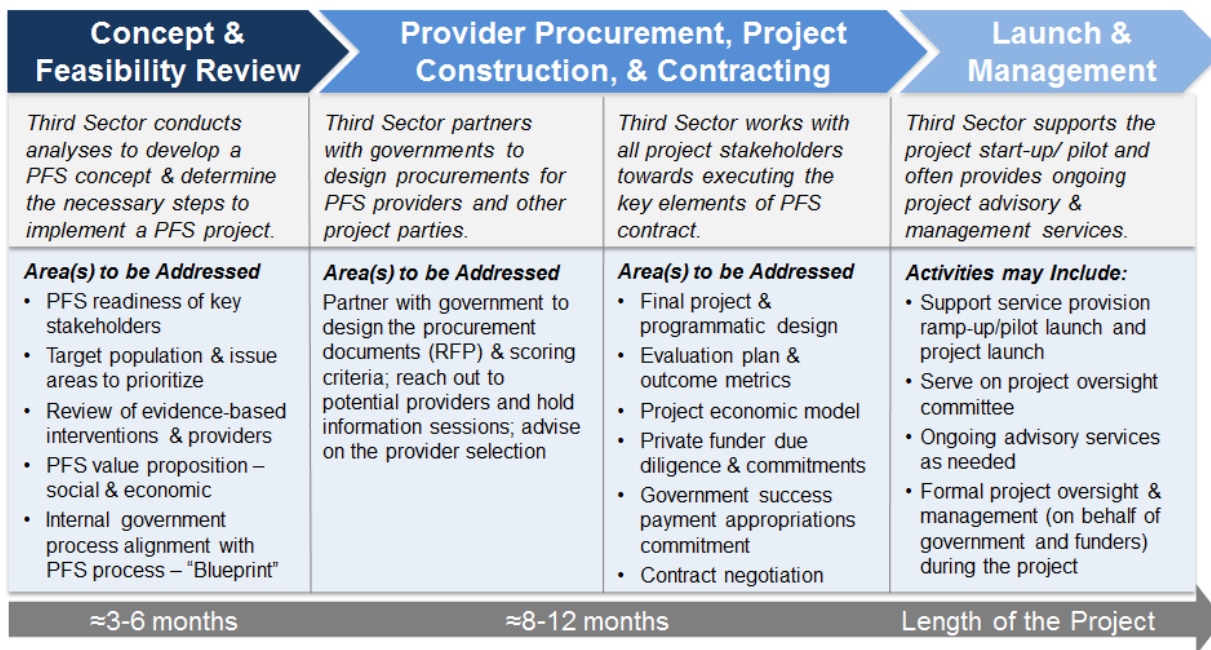 Concept &
Feasibility Review
Provider Procurement, Project
Construction, & Contracting
Launch &
Management
Third Sector conducts
analyses to develop a
PFS concept & determine
the necessary steps to
implement a PFS project.
Third Sector partners
with governments to
design procurements for
PFS providers and other
project parties.
Third Sector works with
all project stakeholders
towards executing the
key elements of PFS
contract.
Third Sector supports the
project start-up/ pilot and
often provides ongoing
project advisory &
management services.
Area(s) to be Addressed
• PFS readiness of key
stakeholders
• Target population & issue
areas to prioritize
• Review of evidence-based
interventions & providers
• PFS value proposition –
social & economic
• Internal government
process alignment with
PFS process – “Blueprint”
Area(s) to be Addressed
Partner with government to
design the procurement
documents (RFP) & scoring
criteria; reach out to
potential providers and hold
information sessions; advise
on the provider selection
Area(s) to be Addressed
• Final project &
programmatic design
• Evaluation plan &
outcome metrics
• Project economic model
• Private funder due
diligence & commitments
• Government success
payment appropriations
commitment
• Contract negotiation
Activities may Include:
• Support service provision
ramp-up/pilot launch and
project launch
• Serve on project oversight
committee
• Ongoing advisory services
as needed
• Formal project oversight &
management (on behalf of
government and funders)
during the project
≈3-6 months
≈8-12 months
Length of the Project